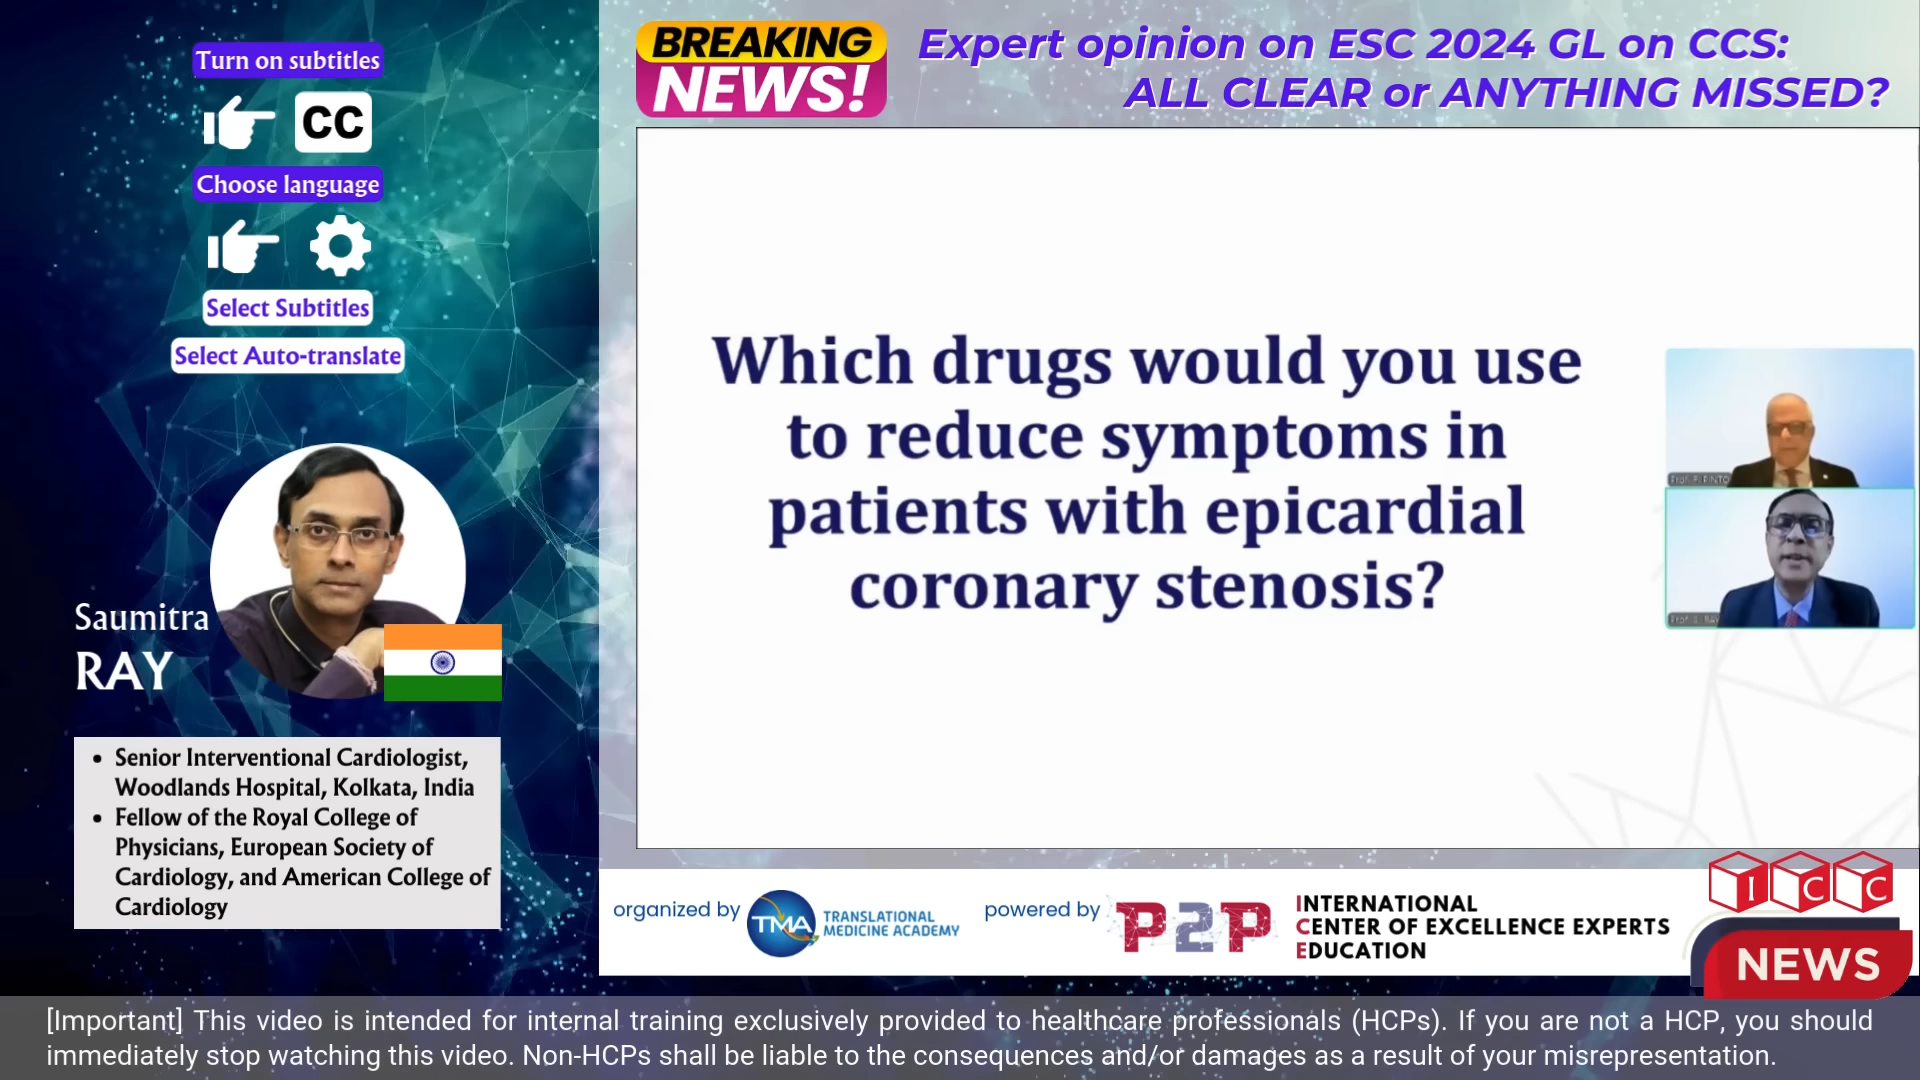 Turn on subtitles
CC
Choose language
Select Subtitles
Select Auto-translate
Saumitra
RAY
• Senior Interventional Cardiologist,
Woodlands Hospital, Kolkata, India
• Fellow of the Royal College of
Physicians, European Society of
Cardiology, and American College of
Cardiology
BREAKING
NEWS!
Expert opinion on ESC 2024 GL on CCS:
ALL CLEAR or ANYTHING MISSED?
Which drugs would you use
to reduce symptoms in
patients with epicardial
coronary stenosis?
organized by
TMA
TRANSLATIONAL
MEDICINE ACADEMY
powered by
P2P
INTERNATIONAL
CENTER OF EXCELLENCE EXPERTS
EDUCATION
ICC
NEWS
[Important] This video is intended for internal training exclusively provided to healthcare professionals (HCPs). If you are not a HCP, you should
immediately stop watching this video. Non-HCPs shall be liable to the consequences and/or damages as a result of your misrepresentation.